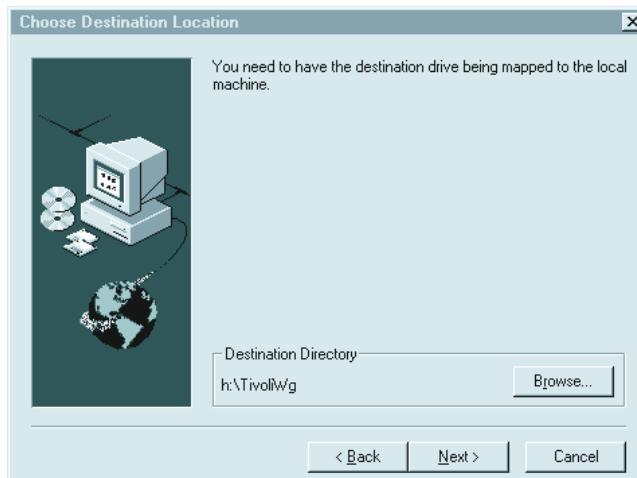 Choose Destination Location
You need to have the destination drive being mapped to the local
machine.
Destination Directory
h:\TivoliWg
Browse...
< Back
Next >
Cancel